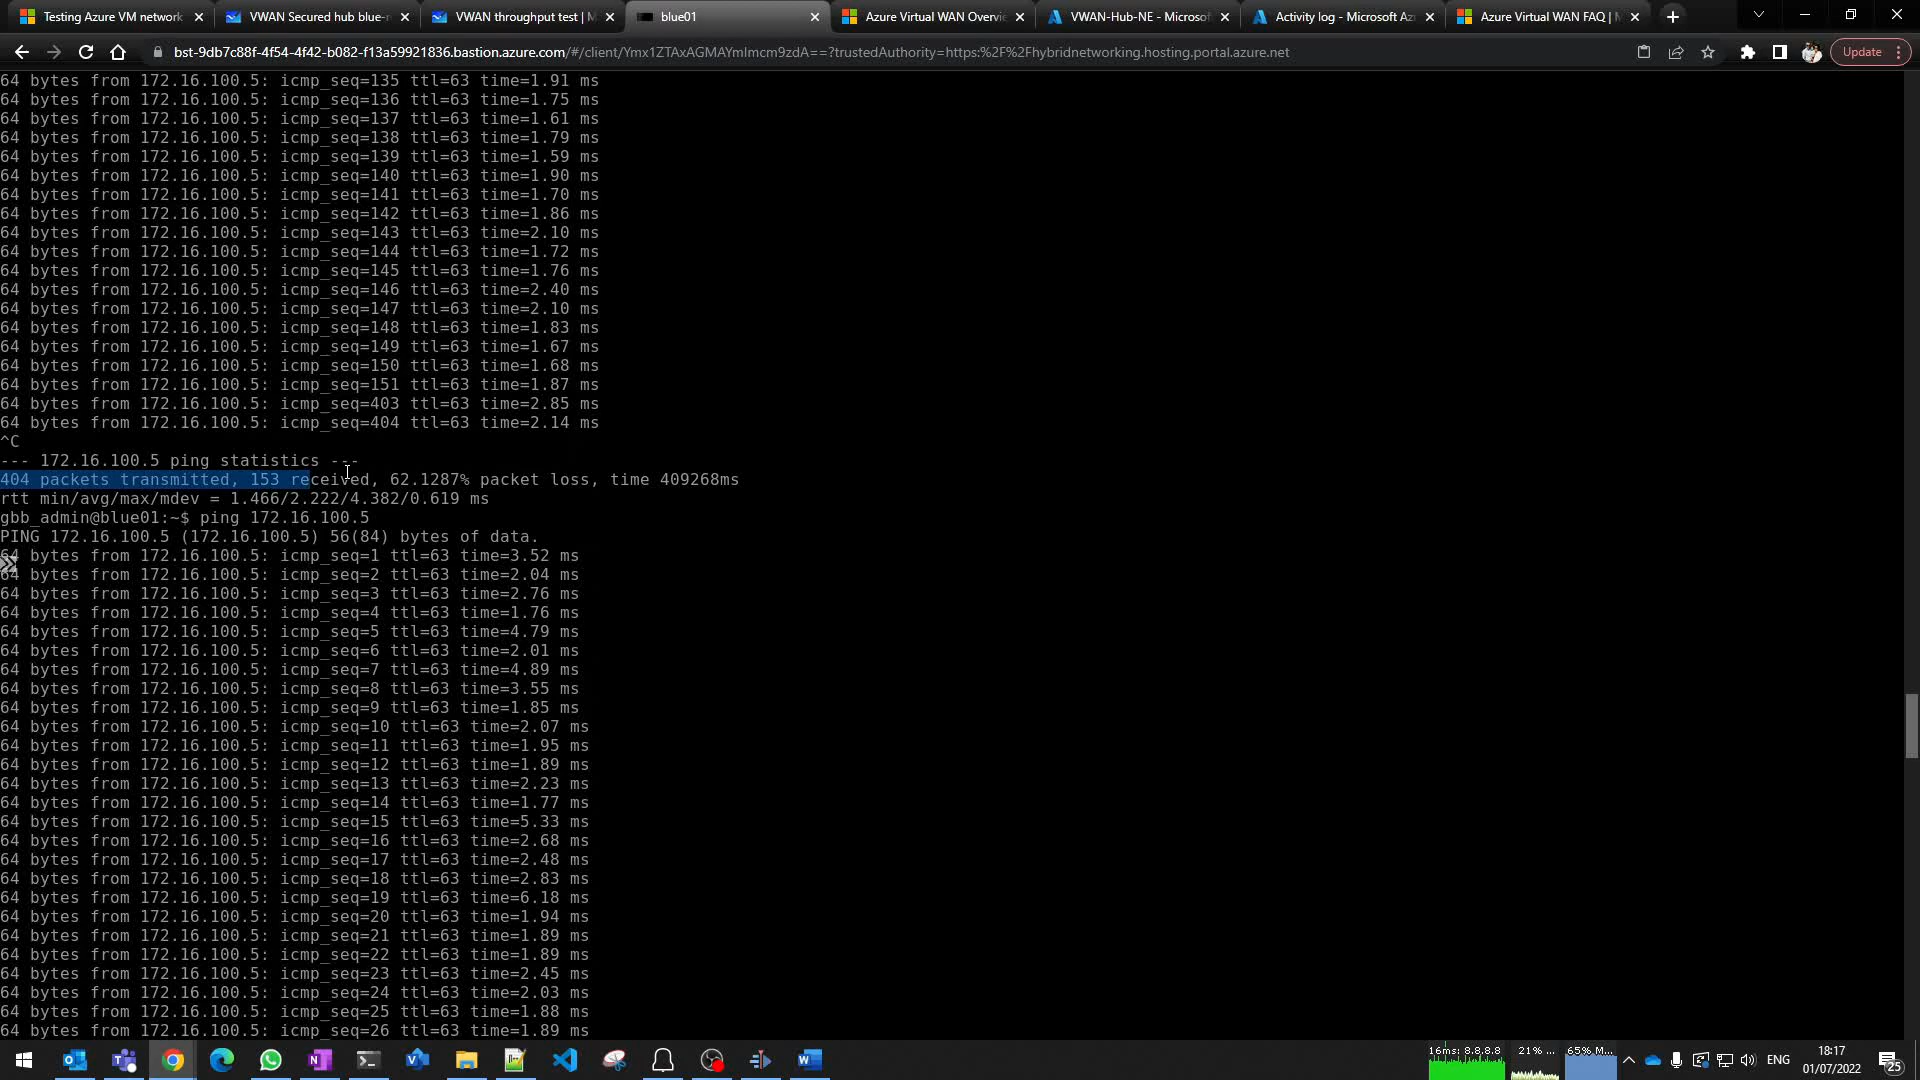 Testing Azure VM network
VWAN Secured hub blue-r
VWAN throughput test | M
blue01
Azure Virtual WAN Overvi
VWAN-Hub-NE - Microsof
Activity log - Microsoft Az
Azure Virtual WAN FAQ | M
bst-9db7c88f-4f54-4f42-b082-f13a59921836.bastion.azure.com/#/client/Ymx1ZTAxAGMAYmlmcm9zdA==?trustedAuthority=https:%2F%2Fhybridnetworking.hosting.portal.azure.net
Update
64 bytes from 172.16.100.5: icmp_seq=135 ttl=63 time=1.91 ms
64 bytes from 172.16.100.5: icmp_seq=136 ttl=63 time=1.75 ms
64 bytes from 172.16.100.5: icmp_seq=137 ttl=63 time=1.61 ms
64 bytes from 172.16.100.5: icmp_seq=138 ttl=63 time=1.79 ms
64 bytes from 172.16.100.5: icmp_seq=139 ttl=63 time=1.59 ms
64 bytes from 172.16.100.5: icmp_seq=140 ttl=63 time=1.90 ms
64 bytes from 172.16.100.5: icmp_seq=141 ttl=63 time=1.70 ms
64 bytes from 172.16.100.5: icmp_seq=142 ttl=63 time=1.86 ms
64 bytes from 172.16.100.5: icmp_seq=143 ttl=63 time=2.10 ms
64 bytes from 172.16.100.5: icmp_seq=144 ttl=63 time=1.72 ms
64 bytes from 172.16.100.5: icmp_seq=145 ttl=63 time=1.76 ms
64 bytes from 172.16.100.5: icmp_seq=146 ttl=63 time=2.40 ms
64 bytes from 172.16.100.5: icmp_seq=147 ttl=63 time=2.10 ms
64 bytes from 172.16.100.5: icmp_seq=148 ttl=63 time=1.83 ms
64 bytes from 172.16.100.5: icmp_seq=149 ttl=63 time=1.67 ms
64 bytes from 172.16.100.5: icmp_seq=150 ttl=63 time=1.68 ms
64 bytes from 172.16.100.5: icmp_seq=151 ttl=63 time=1.87 ms
64 bytes from 172.16.100.5: icmp_seq=403 ttl=63 time=2.85 ms
64 bytes from 172.16.100.5: icmp_seq=404 ttl=63 time=2.14 ms
^C
--- 172.16.100.5 ping statistics ---
404 packets transmitted, 153 received, 62.1287% packet loss, time 409268ms
rtt min/avg/max/mdev = 1.466/2.222/4.382/0.619 ms
gbb_admin@blue01:~$ ping 172.16.100.5
PING 172.16.100.5 (172.16.100.5) 56(84) bytes of data.
64 bytes from 172.16.100.5: icmp_seq=1 ttl=63 time=3.52 ms
64 bytes from 172.16.100.5: icmp_seq=2 ttl=63 time=2.04 ms
64 bytes from 172.16.100.5: icmp_seq=3 ttl=63 time=2.76 ms
64 bytes from 172.16.100.5: icmp_seq=4 ttl=63 time=1.76 ms
64 bytes from 172.16.100.5: icmp_seq=5 ttl=63 time=4.79 ms
64 bytes from 172.16.100.5: icmp_seq=6 ttl=63 time=2.01 ms
64 bytes from 172.16.100.5: icmp_seq=7 ttl=63 time=4.89 ms
64 bytes from 172.16.100.5: icmp_seq=8 ttl=63 time=3.55 ms
64 bytes from 172.16.100.5: icmp_seq=9 ttl=63 time=1.85 ms
64 bytes from 172.16.100.5: icmp_seq=10 ttl=63 time=2.07 ms
64 bytes from 172.16.100.5: icmp_seq=11 ttl=63 time=1.95 ms
64 bytes from 172.16.100.5: icmp_seq=12 ttl=63 time=1.89 ms
64 bytes from 172.16.100.5: icmp_seq=13 ttl=63 time=2.23 ms
64 bytes from 172.16.100.5: icmp_seq=14 ttl=63 time=1.77 ms
64 bytes from 172.16.100.5: icmp_seq=15 ttl=63 time=5.33 ms
64 bytes from 172.16.100.5: icmp_seq=16 ttl=63 time=2.68 ms
64 bytes from 172.16.100.5: icmp_seq=17 ttl=63 time=2.48 ms
64 bytes from 172.16.100.5: icmp_seq=18 ttl=63 time=2.83 ms
64 bytes from 172.16.100.5: icmp_seq=19 ttl=63 time=6.18 ms
64 bytes from 172.16.100.5: icmp_seq=20 ttl=63 time=1.94 ms
64 bytes from 172.16.100.5: icmp_seq=21 ttl=63 time=1.89 ms
64 bytes from 172.16.100.5: icmp_seq=22 ttl=63 time=1.89 ms
64 bytes from 172.16.100.5: icmp_seq=23 ttl=63 time=2.45 ms
64 bytes from 172.16.100.5: icmp_seq=24 ttl=63 time=2.03 ms
64 bytes from 172.16.100.5: icmp_seq=25 ttl=63 time=1.88 ms
64 bytes from 172.16.100.5: icmp_seq=26 ttl=63 time=1.89 ms
16ms: 8.8.8.8
21% ...
65% M...
ENG
18:17
01/07/2022
25